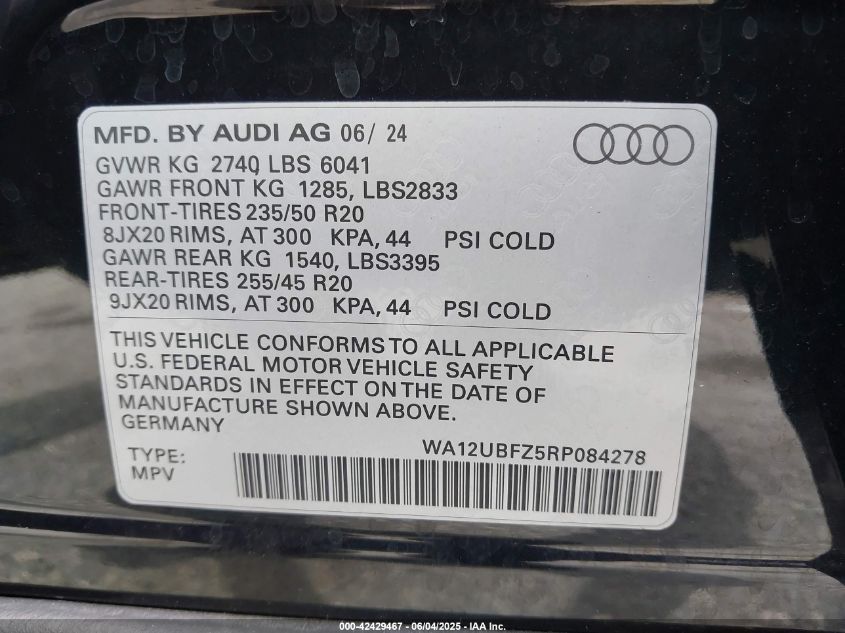 MFD. BY AUDI AG 06/ 24
GVWR KG 2740 LBS 6041
GAWR FRONT KG 1285, LBS2833
FRONT-TIRES 235/50 R20
8JX20 RIMS, AT 300 KPA, 44 PSI COLD
GAWR REAR KG 1540, LBS3395
REAR-TIRES 255/45 R20
9JX20 RIMS, AT 300 KPA, 44 PSI COLD
THIS VEHICLE CONFORMS TO ALL APPLICABLE
U.S. FEDERAL MOTOR VEHICLE SAFETY
STANDARDS IN EFFECT ON THE DATE OF
MANUFACTURE SHOWN ABOVE.
GERMANY
WA12UBFZ5RP084278
TYPE:
MPV
000-42429467 - 06/04/2025 - IAA Inc.